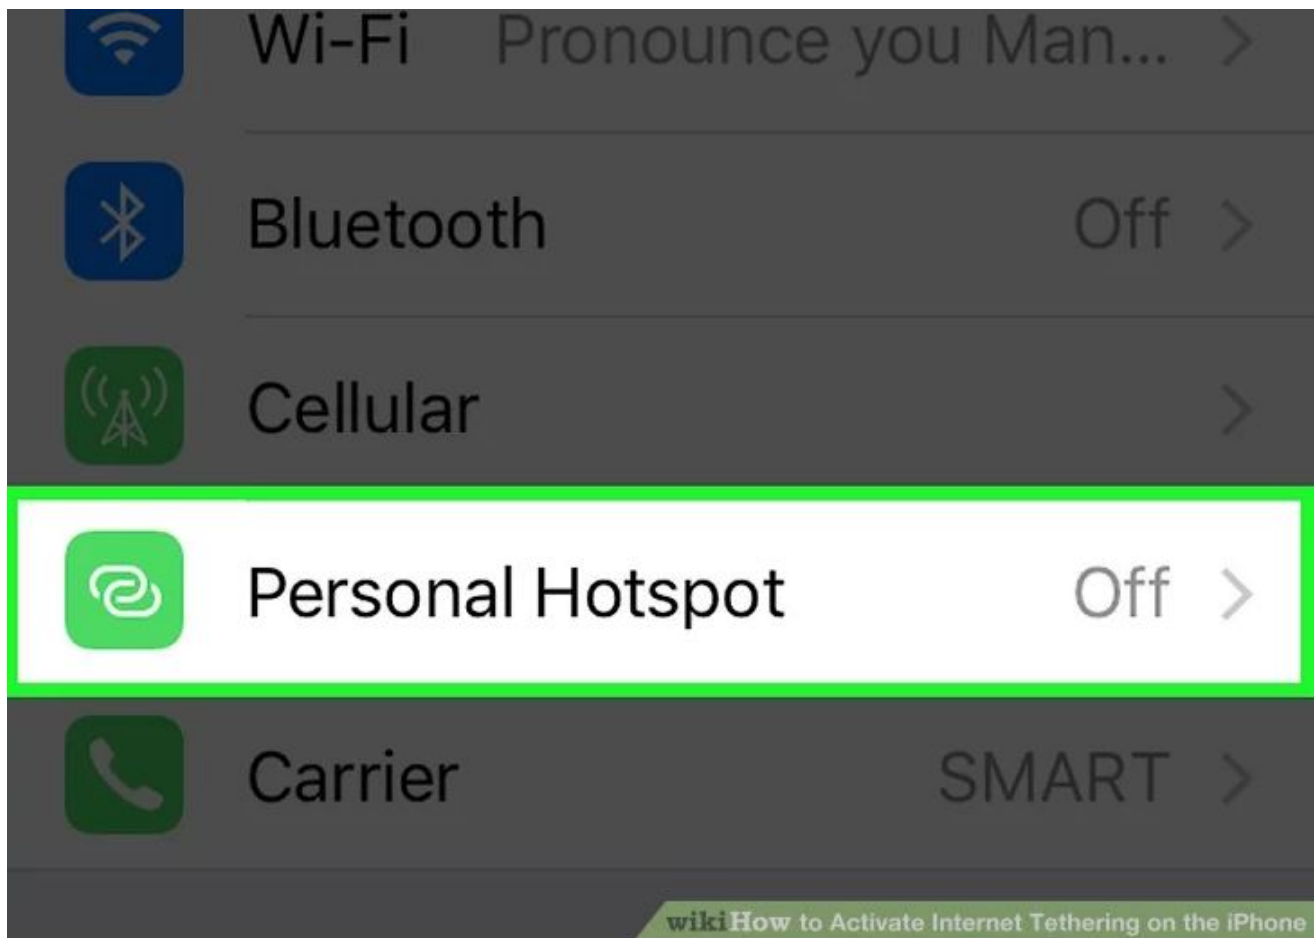 Wi-Fi Pronounce you Man...
Bluetooth Off
Cellular
Personal Hotspot Off
Carrier SMART
wikiHow to Activate Internet Tethering on the iPhone